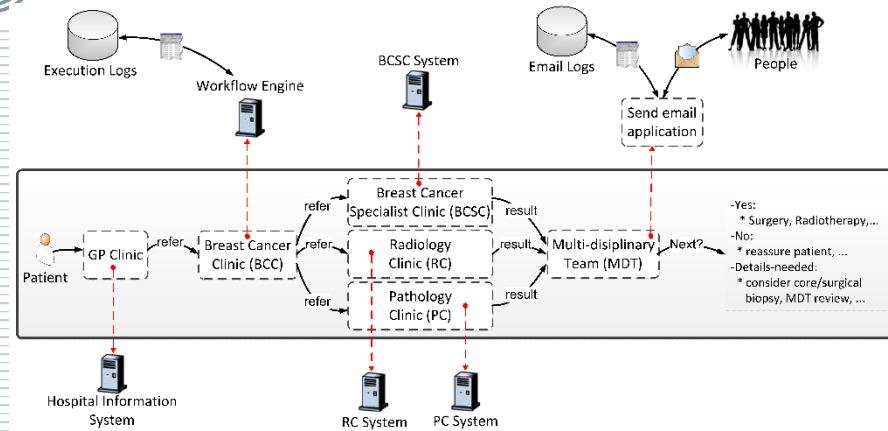 Execution Logs
Workflow Engine
BCSC System
Email Logs
People
Send email
application
Patient
GP Clinic
refer
Breast Cancer
Clinic (BCC)
refer
refer
refer
Breast Cancer
Specialist Clinic (BCSC)
Radiology
Clinic (RC)
Pathology
Clinic (PC)
result
result
result
Multi-disiplinary
Team (MDT)
Next?
-Yes:
* Surgery, Radiotherapy,...
-No:
* reassure patient, ...
-Details-needed:
* consider core/surgical
biopsy, MDT review, ...
Hospital Information
System
RC System
PC System